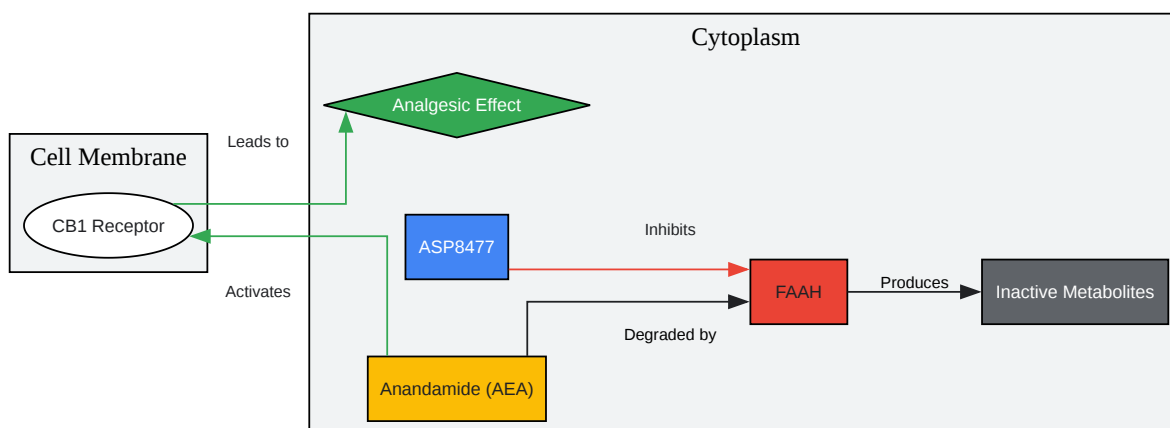 Cytoplasm
Analgesic Effect
Leads to
Cell Membrane
CB1 Receptor
ASP8477
Inhibits
Activates
FAAH
Produces
Inactive Metabolites
Degraded by
Anandamide (AEA)